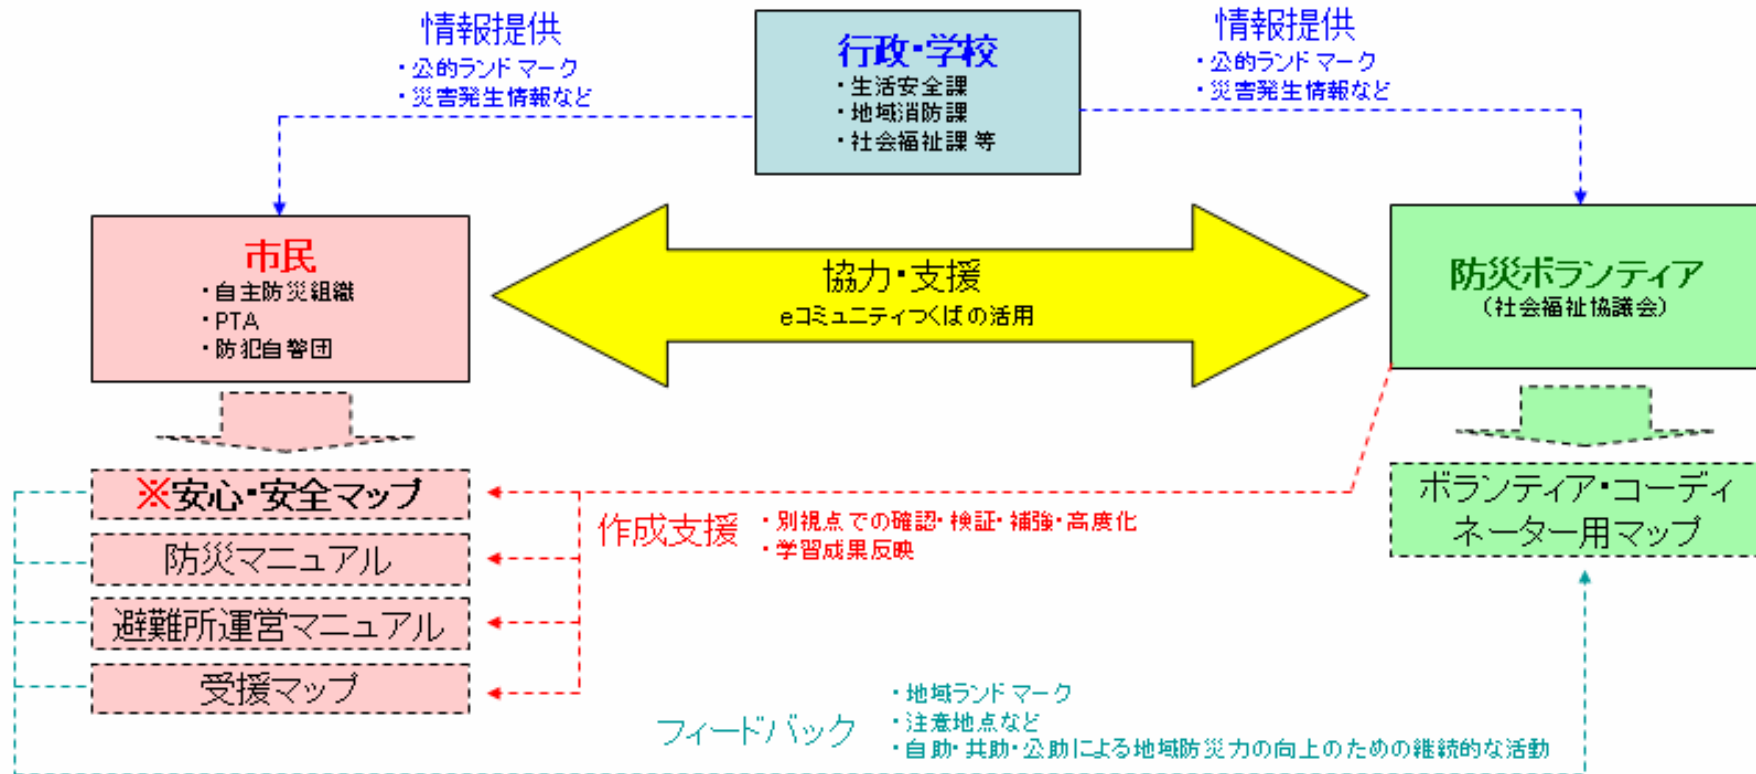 情報提供
・公的ランドマーク
・災害発生情報など
行政・学校
・生活安全課
・地域消防課
・社会福祉課 等
情報提供
・公的ランドマーク
・災害発生情報など
市民
・自主防災組織
・PTA
・防犯自警団
協力・支援
eコミュニティつくばの活用
防災ボランティア
（社会福祉協議会）
※安心・安全マップ
防災マニュアル
避難所運営マニュアル
受援マップ
作成支援
・別視点での確認・検証・補強・高度化
・学習成果反映
ボランティア・コーディ
ネーター用マップ
フィードバック
・地域ランドマーク
・注意地点など
・自助・共助・公助による地域防災力の向上のための継続的な活動